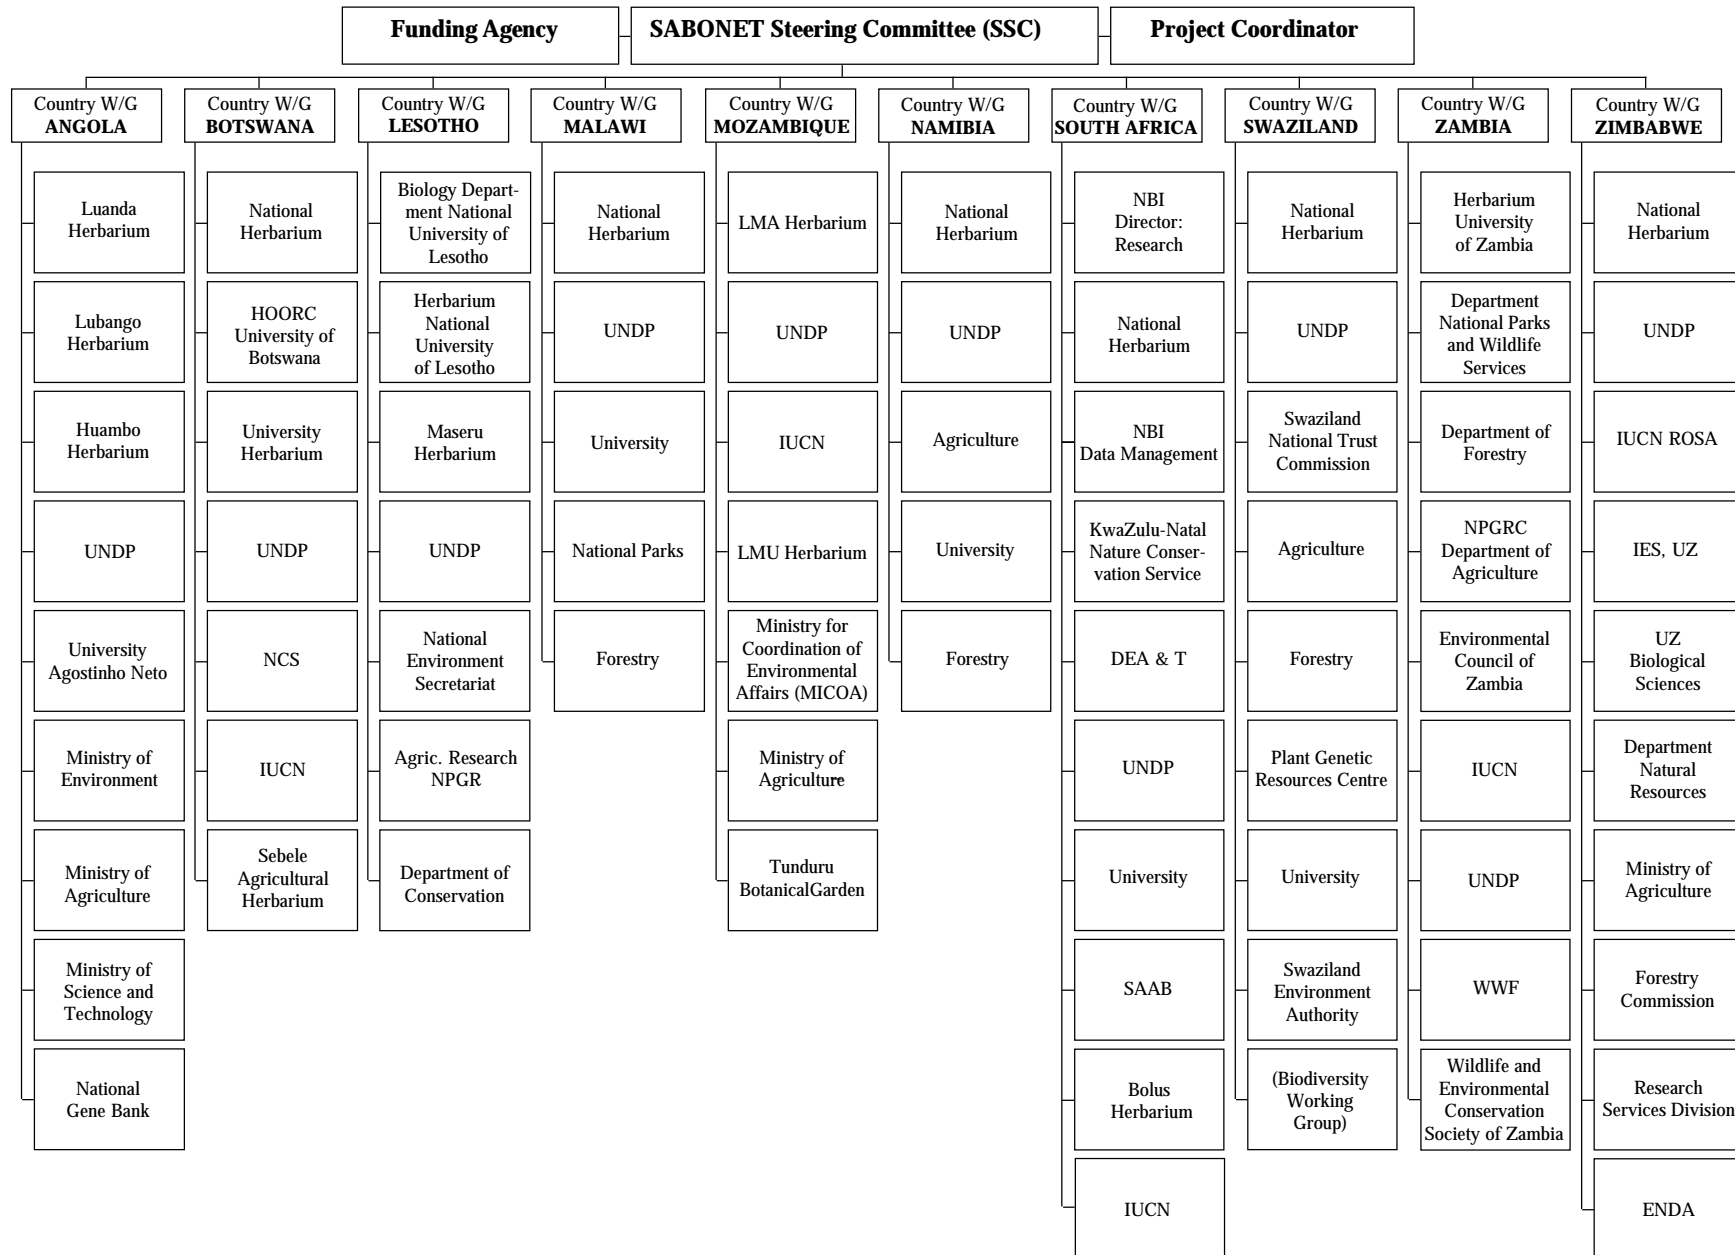 Funding Agency
SABONET Steering Committee (SSC)
Project Coordinator
Country W/G
ANGOLA
Luanda
Herbarium
Lubango
Herbarium
Huambo
Herbarium
UNDP
University
Agostinho Neto
Ministry of
Environment
Ministry of
Agriculture
Ministry of
Science and
Technology
National
Gene Bank
Country W/G
BOTSWANA
National
Herbarium
HOORC
University of
Botswana
University
Herbarium
UNDP
NCS
IUCN
Sebele
Agricultural
Herbarium
Country W/G
LESOTHO
Biology Depart-
ment National
University of
Lesotho
Herbarium
National
University
of Lesotho
Maseru
Herbarium
UNDP
National
Environment
Secretariat
Agric. Research
NPGR
Department of
Conservation
Country W/G
MALAWI
National
Herbarium
UNDP
University
National Parks
Forestry
Country W/G
MOZAMBIQUE
LMA Herbarium
UNDP
IUCN
LMU Herbarium
Ministry for
Coordination of
Environmental
Affairs (MICOA)
Ministry of
Agriculture
Tunduru
BotanicalGarden
Country W/G
NAMIBIA
National
Herbarium
UNDP
Agriculture
University
Forestry
Country W/G
SOUTH AFRICA
NBI
Director:
Research
National
Herbarium
NBI
Data Management
KwaZulu-Natal
Nature Conser-
vation Service
DEA & T
UNDP
University
SAAB
Bolus
Herbarium
IUCN
Country W/G
SWAZILAND
National
Herbarium
UNDP
Swaziland
National Trust
Commission
Agriculture
Forestry
Plant Genetic
Resources Centre
University
Swaziland
Environment
Authority
(Biodiversity
Working
Group)
Country W/G
ZAMBIA
Herbarium
University
of Zambia
Department
National Parks
and Wildlife
Services
Department of
Forestry
NPGRC
Department of
Agriculture
Environmental
Council of
Zambia
IUCN
UNDP
WWF
Wildlife and
Environmental
Conservation
Society of Zambia
Country W/G
ZIMBABWE
National
Herbarium
UNDP
IUCN ROSA
IES, UZ
UZ
Biological
Sciences
Department
Natural
Resources
Ministry of
Agriculture
Forestry
Commission
Research
Services Division
ENDA